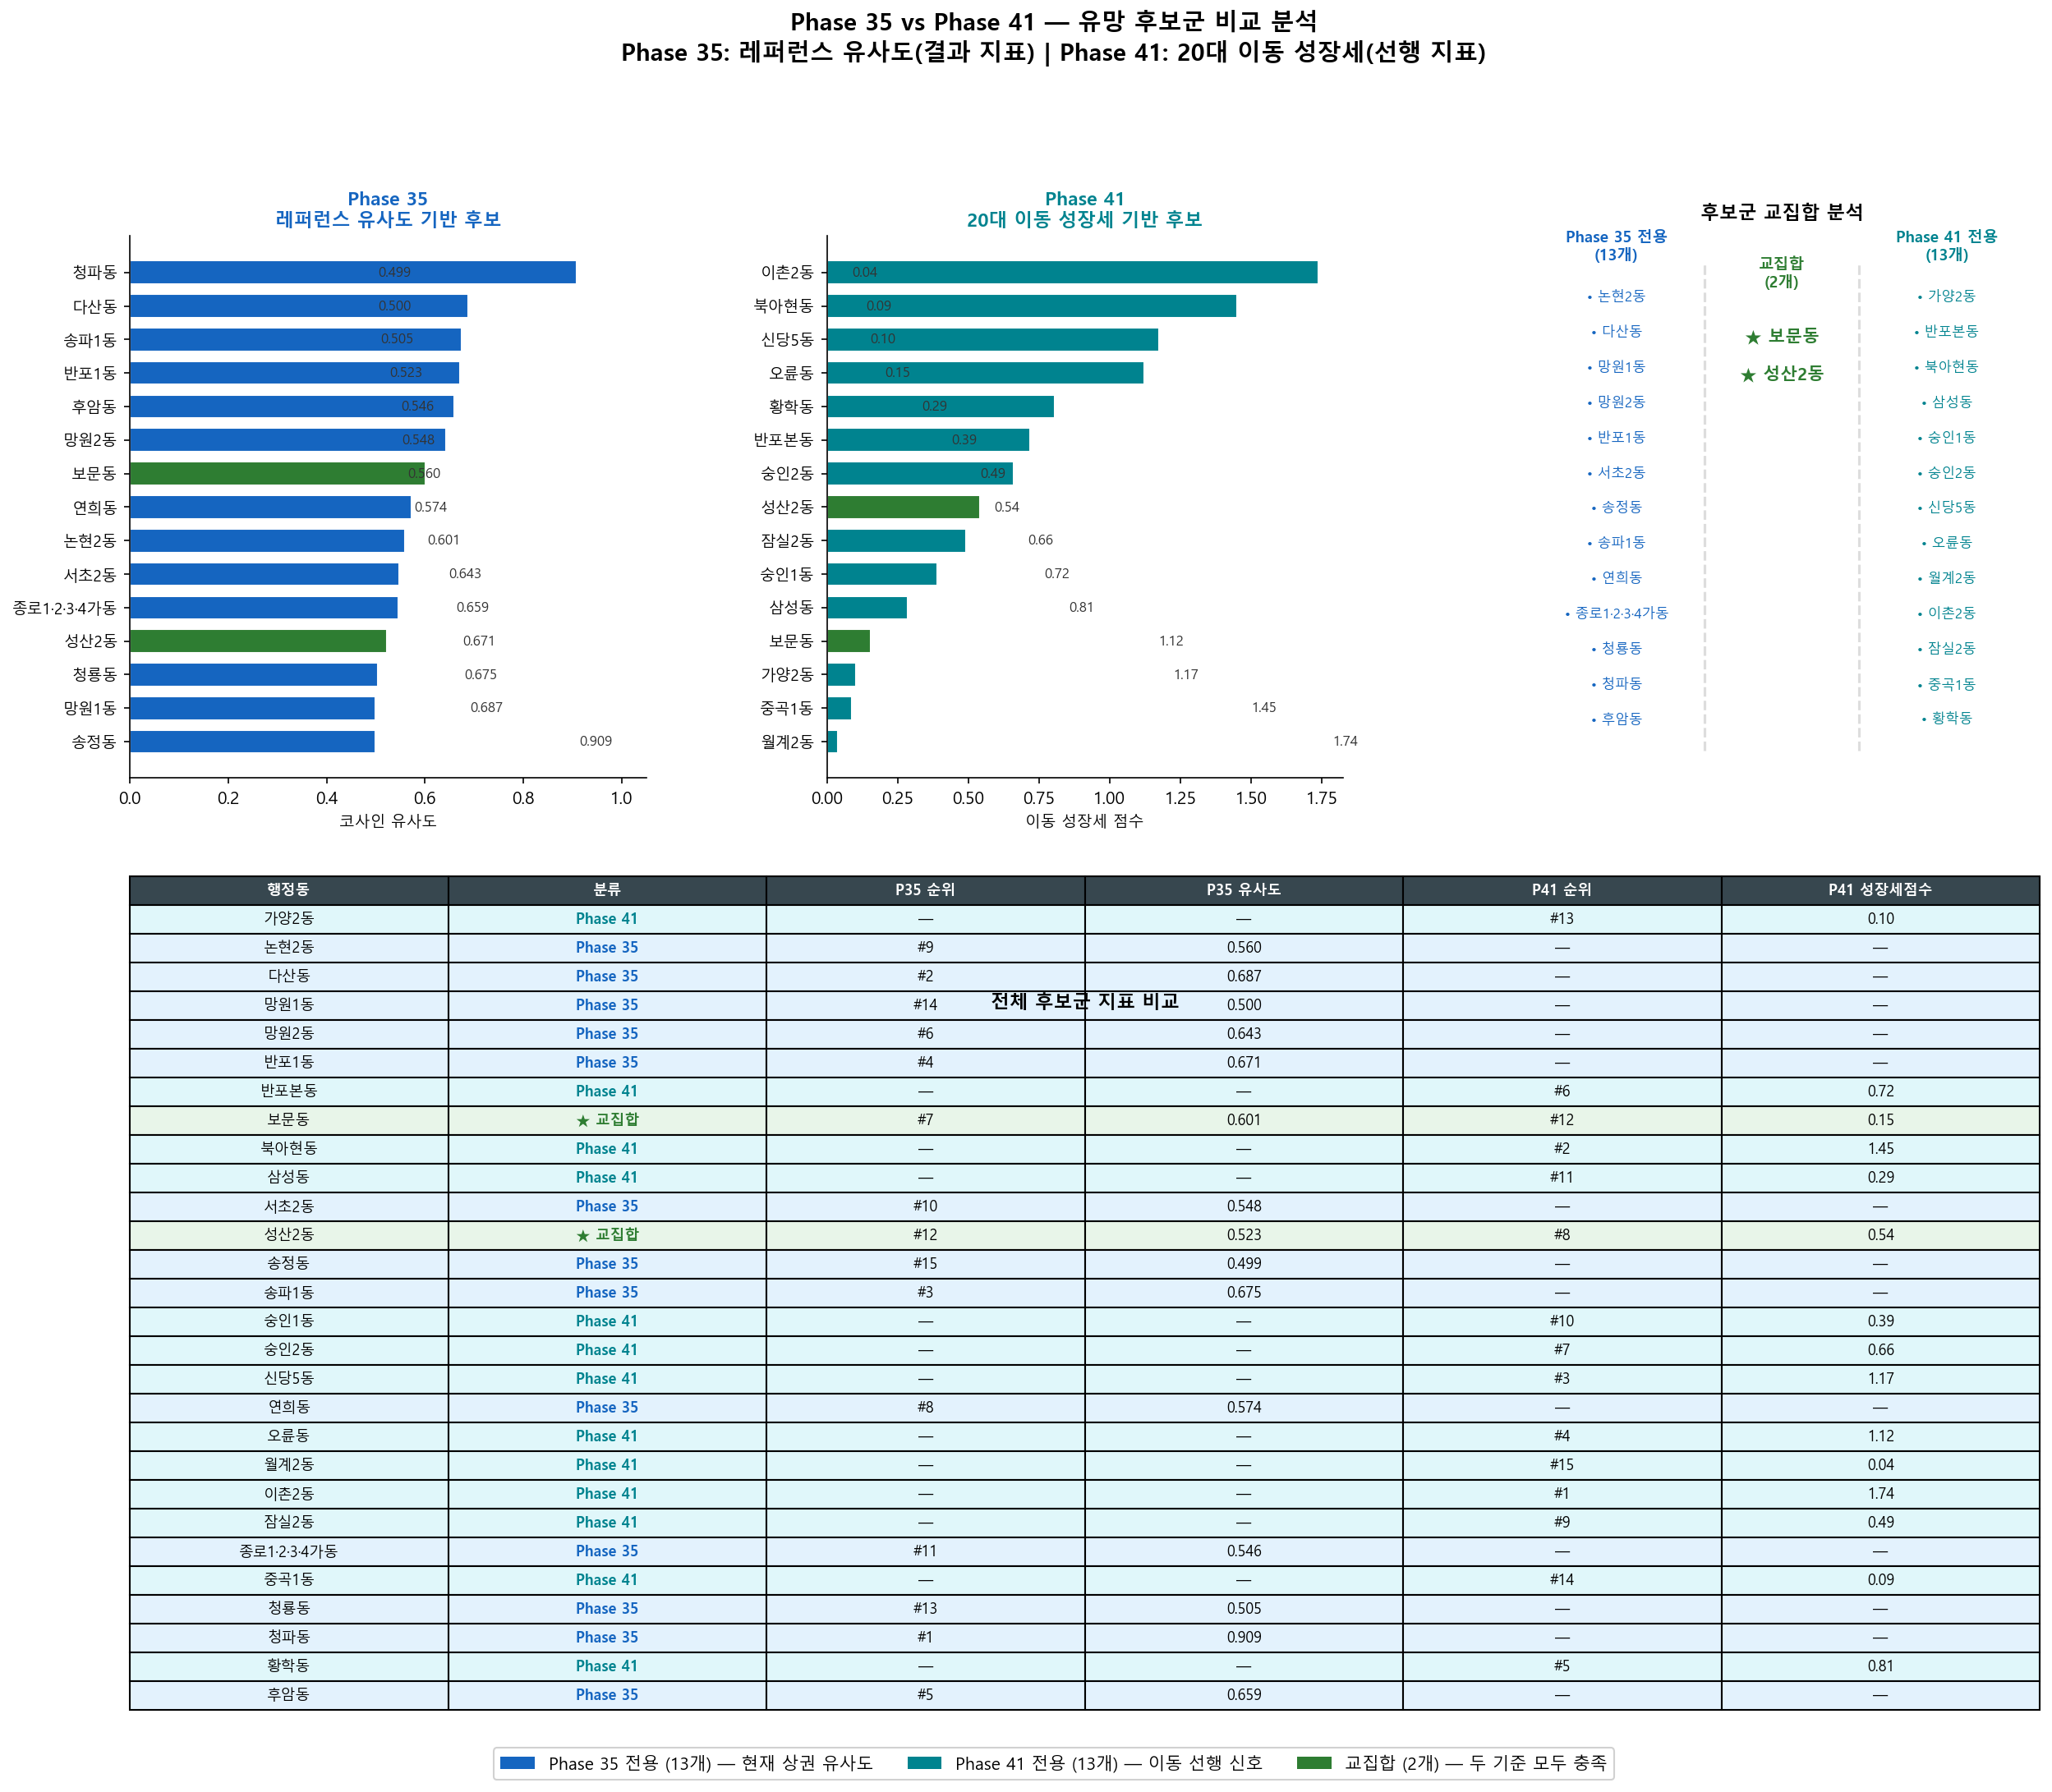 Phase 35 vs Phase 41 — 유망 후보군 비교 분석
Phase 35: 레퍼런스 유사도(결과 지표) | Phase 41: 20대 이동 성장세(선행 지표)
Phase 35
레퍼런스 유사도 기반 후보
청파동 0.499
다산동 0.500
송파1동 0.505
반포1동 0.523
후암동 0.546
망원2동 0.548
보문동 0.560
연희동 0.574
논현2동 0.601
서초2동 0.643
종로1·2·3·4가동 0.659
성산2동 0.671
청룡동 0.675
망원1동 0.687
송정동 0.909
0.0 0.2 0.4 0.6 0.8 1.0
코사인 유사도
Phase 41
20대 이동 성장세 기반 후보
이촌2동 0.04
북아현동 0.09
신당5동 0.10
오륜동 0.15
황학동 0.29
반포본동 0.39
숭인2동 0.49
성산2동 0.54
잠실2동 0.66
숭인1동 0.72
삼성동 0.81
보문동 1.12
가양2동 1.17
중곡1동 1.45
월계2동 1.74
0.00 0.25 0.50 0.75 1.00 1.25 1.50 1.75
이동 성장세 점수
후보군 교집합 분석
Phase 35 전용
(13개)
• 논현2동
• 다산동
• 망원1동
• 망원2동
• 반포1동
• 서초2동
• 송정동
• 송파1동
• 연희동
• 종로1·2·3·4가동
• 청룡동
• 청파동
• 후암동
교집합
(2개)
★ 보문동
★ 성산2동
Phase 41 전용
(13개)
• 가양2동
• 반포본동
• 북아현동
• 삼성동
• 숭인1동
• 숭인2동
• 신당5동
• 오륜동
• 월계2동
• 이촌2동
• 잠실2동
• 중곡1동
• 황학동
전체 후보군 지표 비교
행정동 분류 P35 순위 P35 유사도 P41 순위 P41 성장세점수
가양2동 Phase 41 — — #13 0.10
논현2동 Phase 35 #9 0.560 — —
다산동 Phase 35 #2 0.687 — —
망원1동 Phase 35 #14 0.500 — —
망원2동 Phase 35 #6 0.643 — —
반포1동 Phase 35 #4 0.671 — —
반포본동 Phase 41 — — #6 0.72
보문동 ★ 교집합 #7 0.601 #12 0.15
북아현동 Phase 41 — — #2 1.45
삼성동 Phase 41 — — #11 0.29
서초2동 Phase 35 #10 0.548 — —
성산2동 ★ 교집합 #12 0.523 #8 0.54
송정동 Phase 35 #15 0.499 — —
송파1동 Phase 35 #3 0.675 — —
숭인1동 Phase 41 — — #10 0.39
숭인2동 Phase 41 — — #7 0.66
신당5동 Phase 41 — — #3 1.17
연희동 Phase 35 #8 0.574 — —
오륜동 Phase 41 — — #4 1.12
월계2동 Phase 41 — — #15 0.04
이촌2동 Phase 41 — — #1 1.74
잠실2동 Phase 41 — — #9 0.49
종로1·2·3·4가동 Phase 35 #11 0.546 — —
중곡1동 Phase 41 — — #14 0.09
청룡동 Phase 35 #13 0.505 — —
청파동 Phase 35 #1 0.909 — —
황학동 Phase 41 — — #5 0.81
후암동 Phase 35 #5 0.659 — —
Phase 35 전용 (13개) — 현재 상권 유사도 Phase 41 전용 (13개) — 이동 선행 신호 교집합 (2개) — 두 기준 모두 충족